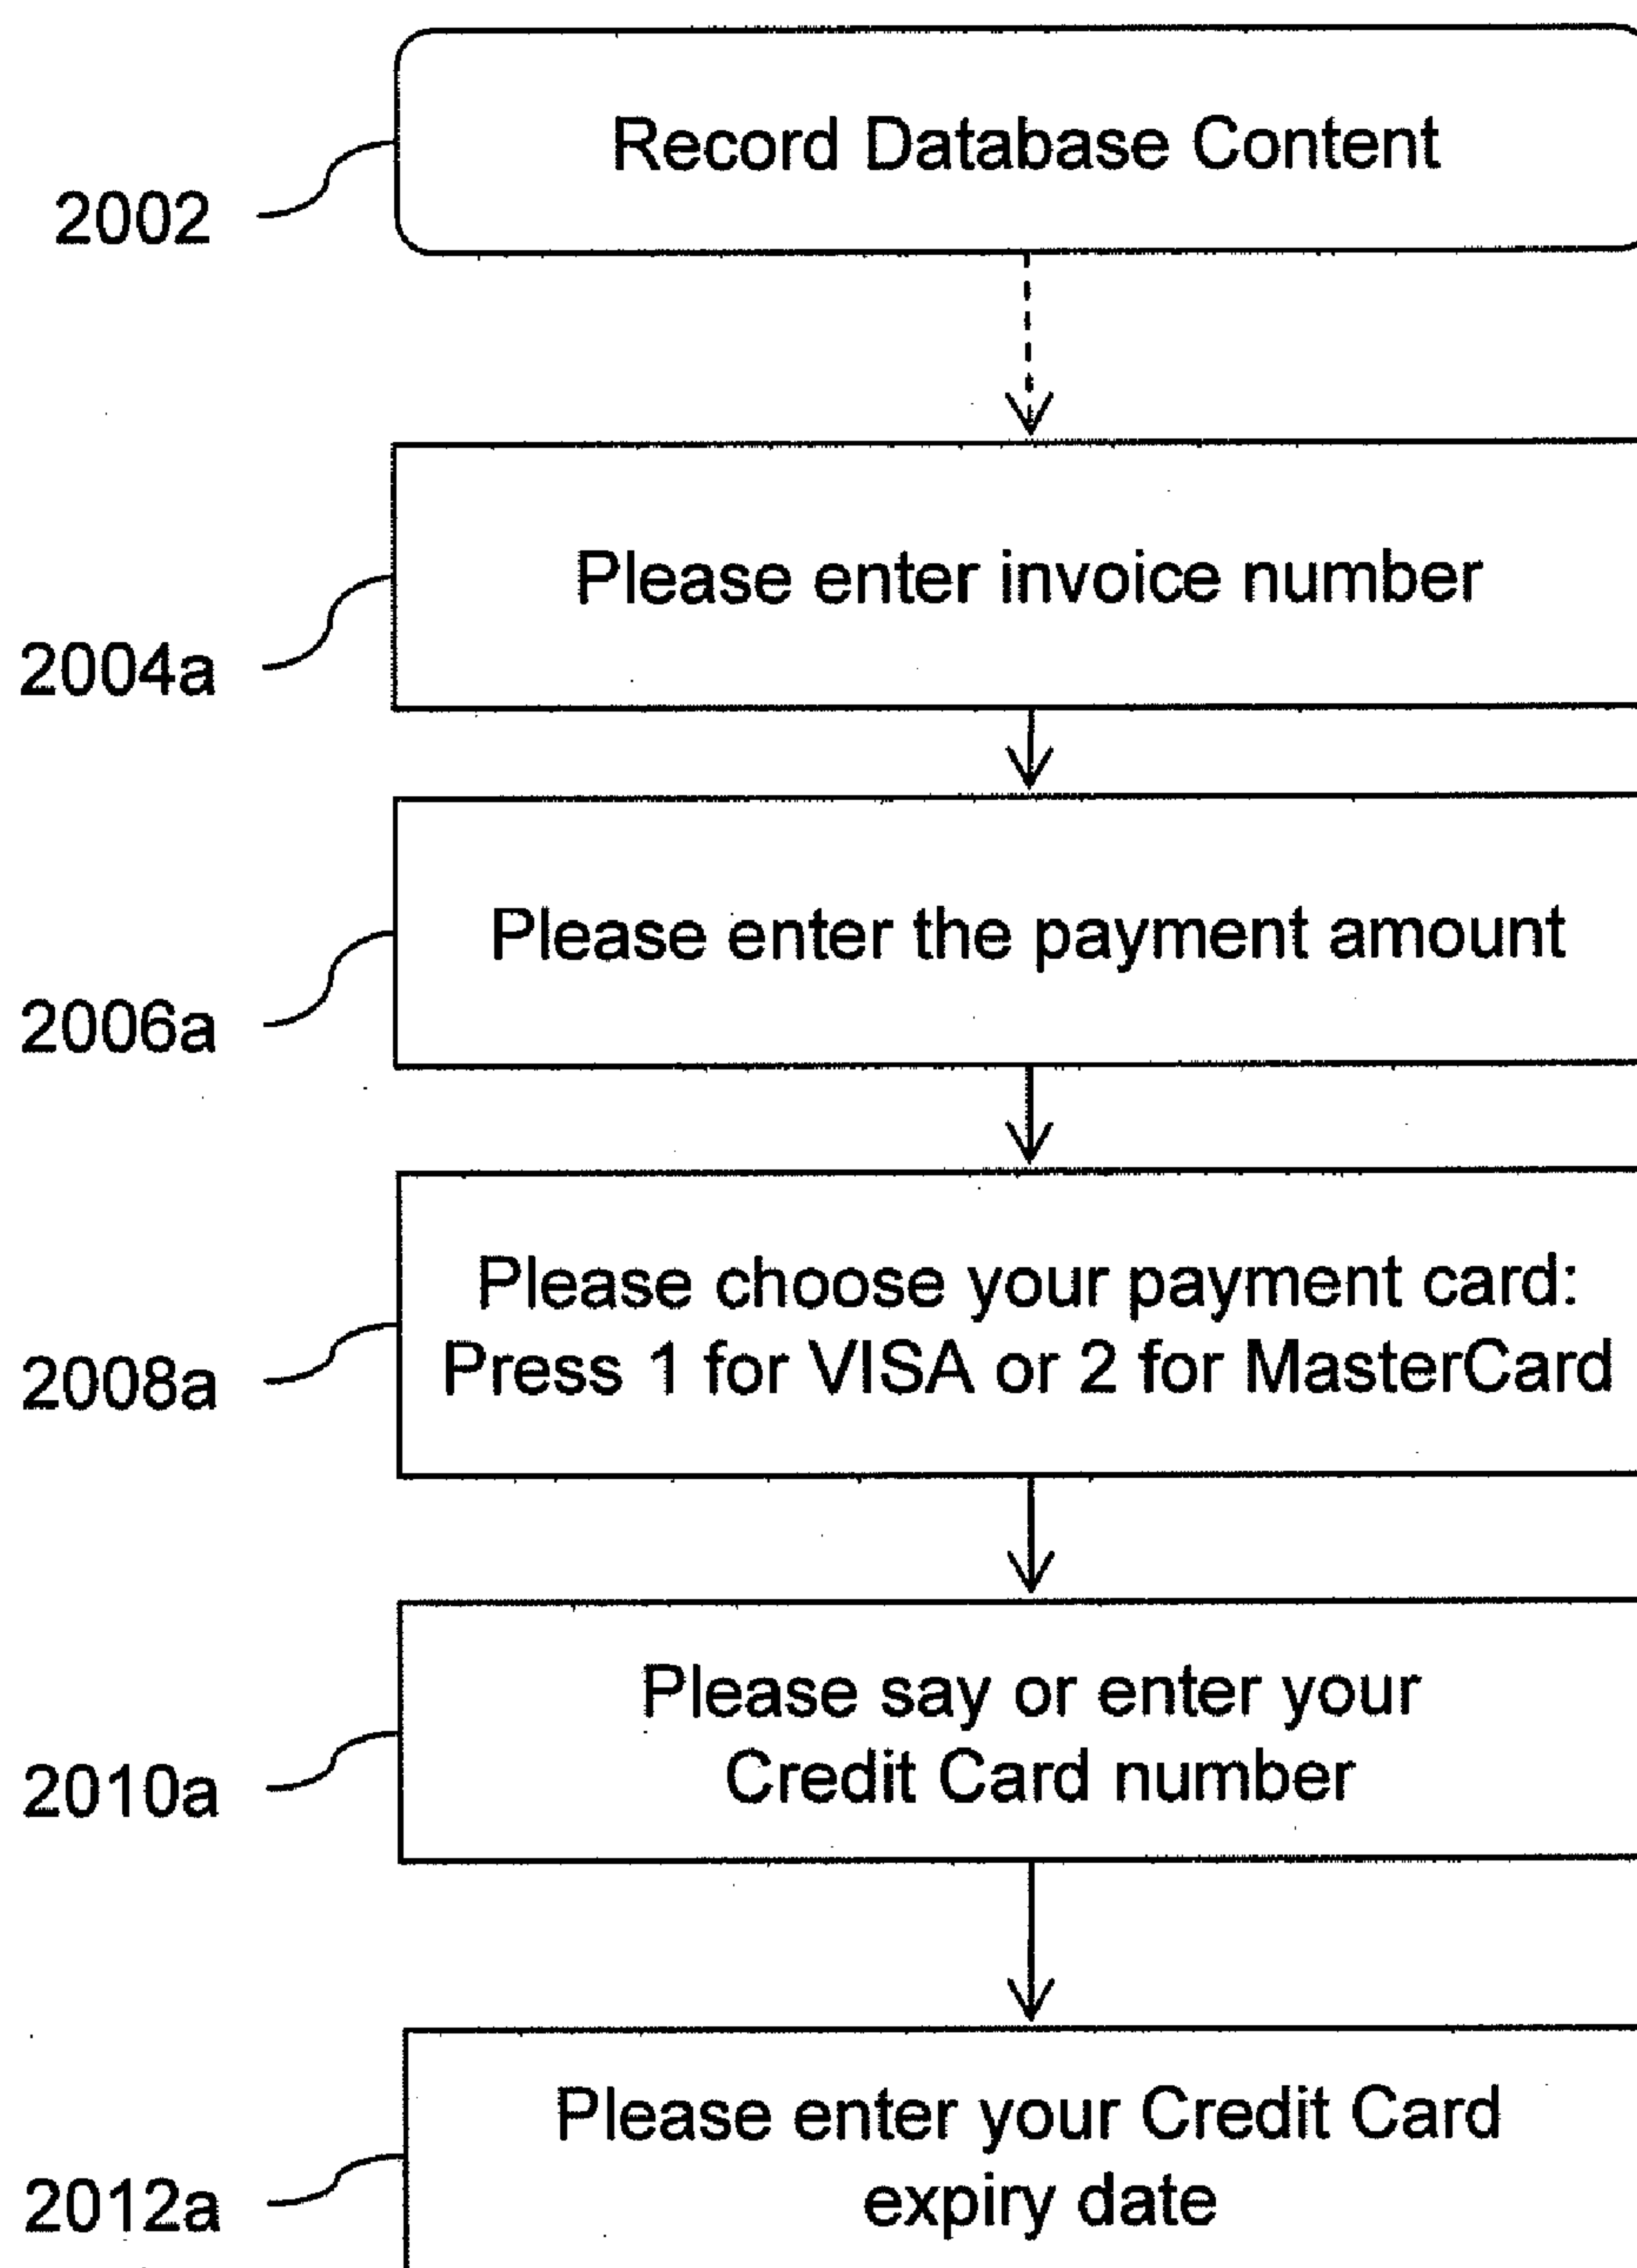 Record Database Content
2002
Please enter invoice number
2004a
Please enter the payment amount
2006a
Please choose your payment card:
Press 1 for VISA or 2 for MasterCard
2008a
Please say or enter your
Credit Card number
2010a
Please enter your Credit Card
expiry date
2012a